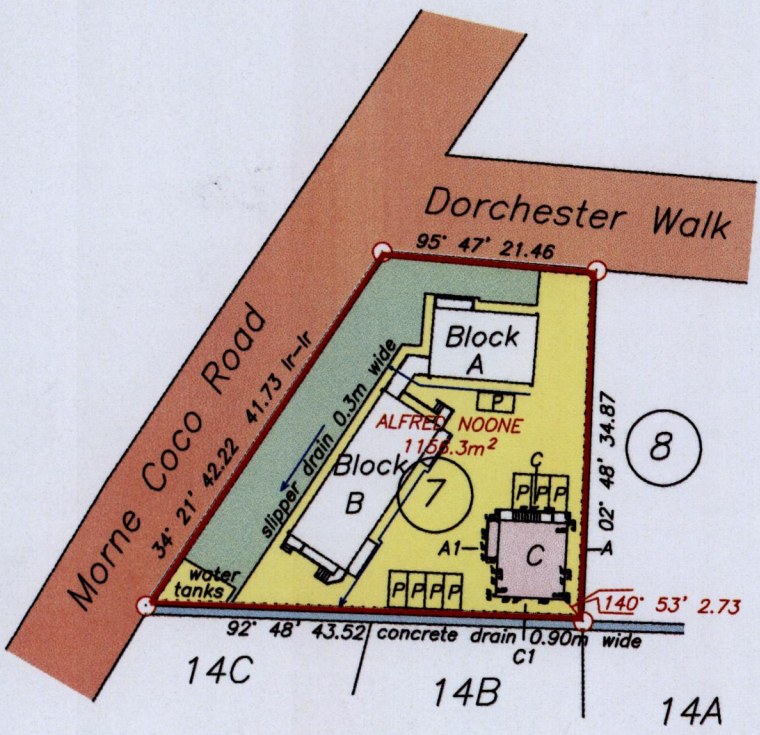 Dorchester Walk
95° 47' 21.46
Morne Coco Road
34° 21' 42.22 41.73 Ir-Ir
Block
A
slipper drain 0.3m wide
P
ALFRED NOONE
1156.3m²
Block
B
7
8
02° 48' 34.87
C
P P P
A1
C
A
water
tanks
P P P P
140° 53' 2.73
92° 48' 43.52 concrete drain 0.90m wide
C1
14C
14B
14A